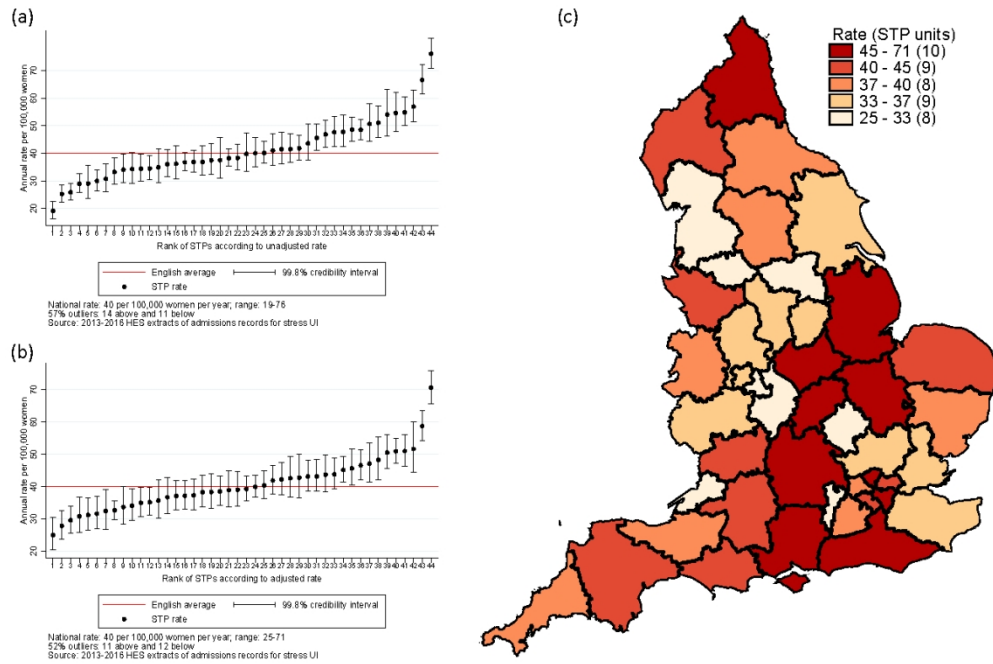 (a)
Annual rate per 100,000 women
70
60
50
40
30
20
1 2 3 4 5 6 7 8 9 10 11 12 13 14 15 16 17 18 19 20 21 22 23 24 25 26 27 28 29 30 31 32 33 34 35 36 37 38 39 40 41 42 43 44
Rank of STPs according to unadjusted rate
English average
99.8% credibility interval
STP rate
National rate: 40 per 100,000 women per year; range: 19-76
57% outliers: 14 above and 11 below
Source: 2013-2016 HES extracts of admissions records for stress UI
(b)
Annual rate per 100,000 women
70
60
50
40
30
20
1 2 3 4 5 6 7 8 9 10 11 12 13 14 15 16 17 18 19 20 21 22 23 24 25 26 27 28 29 30 31 32 33 34 35 36 37 38 39 40 41 42 43 44
Rank of STPs according to adjusted rate
English average
99.8% credibility interval
STP rate
National rate: 40 per 100,000 women per year; range: 25-71
52% outliers: 11 above and 12 below
Source: 2013-2016 HES extracts of admissions records for stress UI
(c)
Rate (STP units)
45 - 71 (10)
40 - 45 (9)
37 - 40 (8)
33 - 37 (9)
25 - 33 (8)